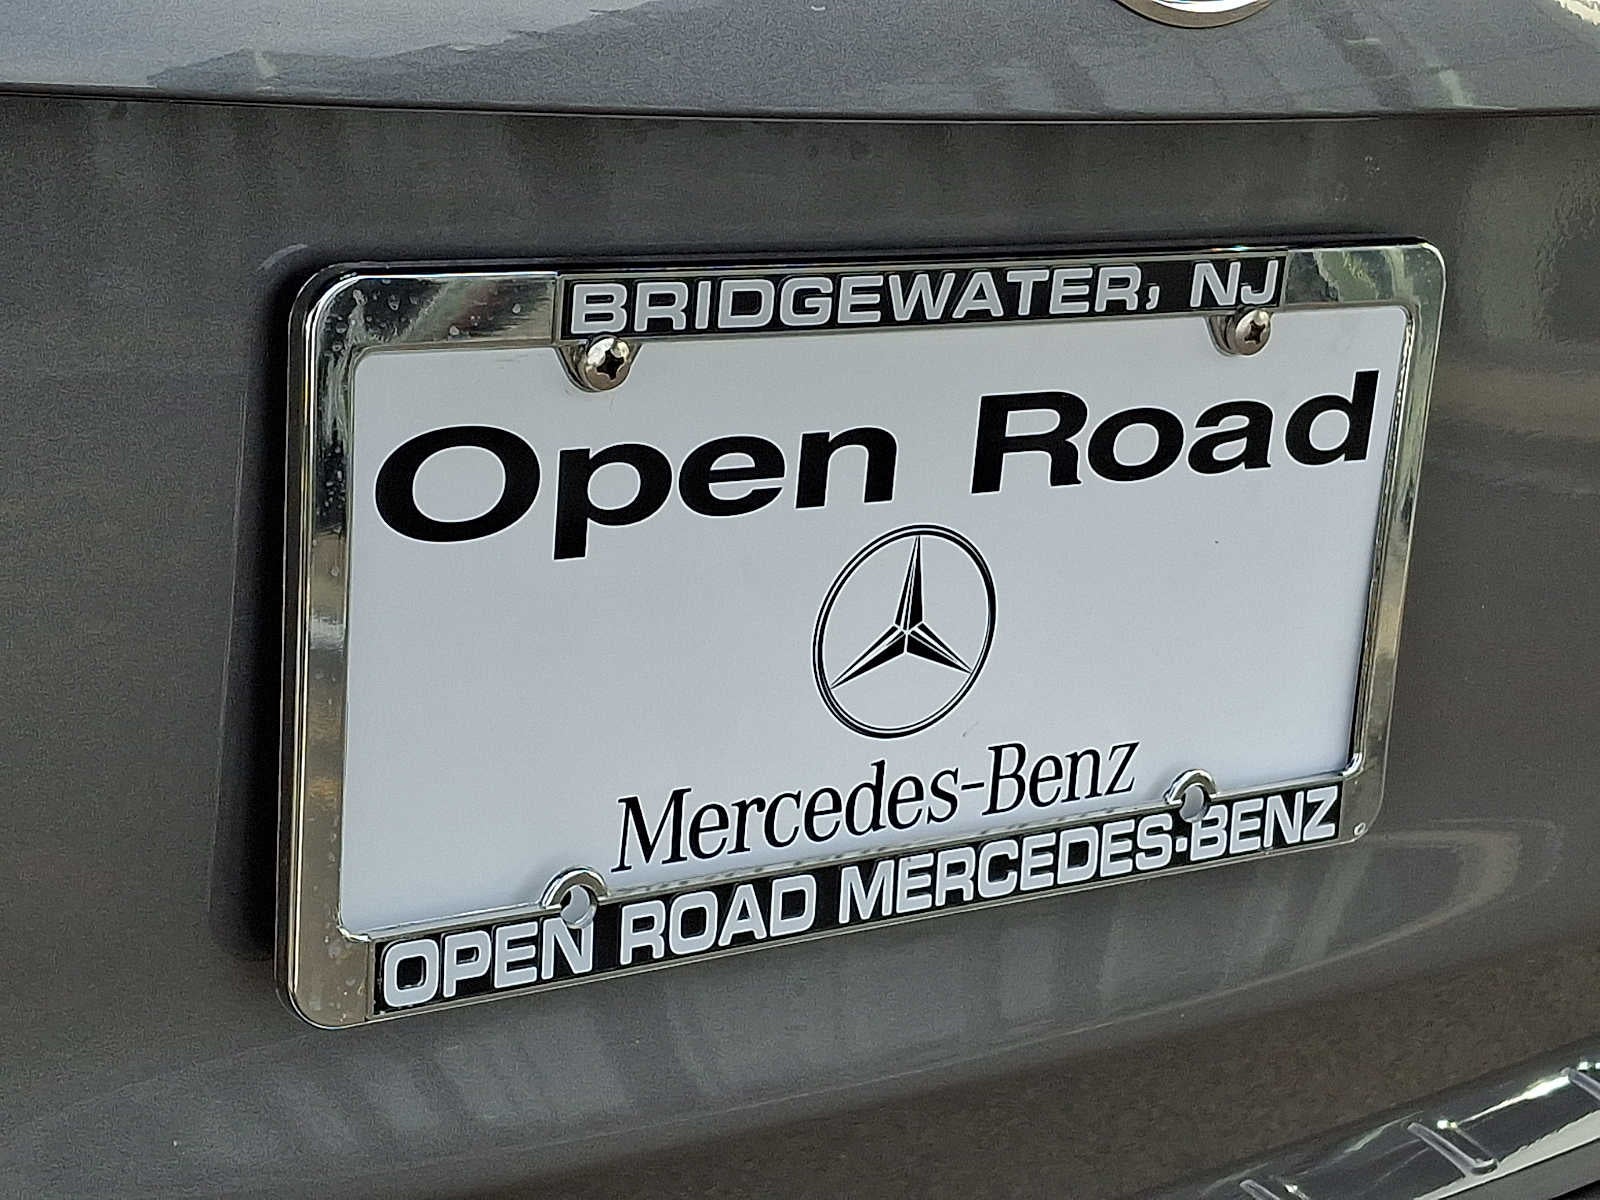 BRIDGEWATER, NJ
Open Road
Mercedes-Benz
OPEN ROAD MERCEDES-BENZ